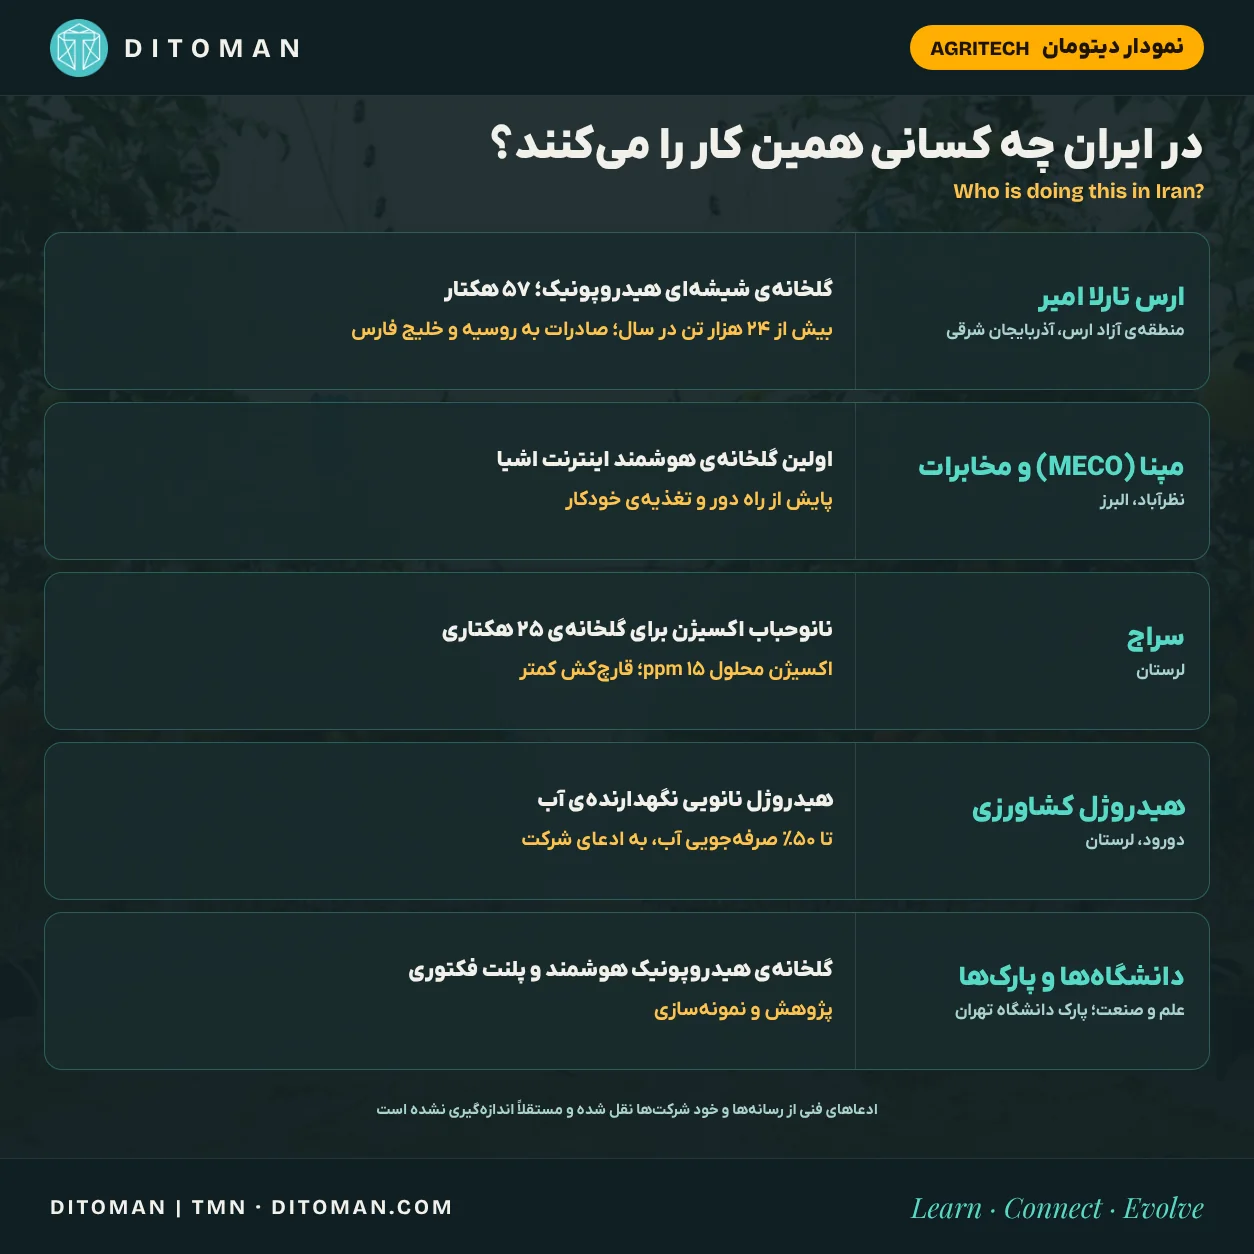 DITOMAN
نمودار دیتومان AGRITECH
در ایران چه کسانی همین کار را می‌کنند؟
Who is doing this in Iran?
ارس تارلا امیر
منطقه‌ی آزاد ارس، آذربایجان شرقی
گلخانه‌ی شیشه‌ای هیدروپونیک؛ ۵۷ هکتار
بیش از ۲۴ هزار تن در سال؛ صادرات به روسیه و خلیج فارس
مپنا (MECO) و مخابرات
نظرآباد، البرز
اولین گلخانه‌ی هوشمند اینترنت اشیا
پایش از راه دور و تغذیه‌ی خودکار
سراج
لرستان
نانوحباب اکسیژن برای گلخانه‌ی ۲۵ هکتاری
اکسیژن محلول ۱۵ ppm؛ قارچ‌کش کمتر
هیدروژل کشاورزی
دورود، لرستان
هیدروژل نانویی نگهدارنده‌ی آب
تا ۵۰٪ صرفه‌جویی آب، به ادعای شرکت
دانشگاه‌ها و پارک‌ها
علم و صنعت؛ پارک دانشگاه تهران
گلخانه‌ی هیدروپونیک هوشمند و پلنت فکتوری
پژوهش و نمونه‌سازی
ادعاهای فنی از رسانه‌ها و خود شرکت‌ها نقل شده و مستقلاً اندازه‌گیری نشده است
DITOMAN | TMN · DITOMAN.COM
Learn · Connect · Evolve